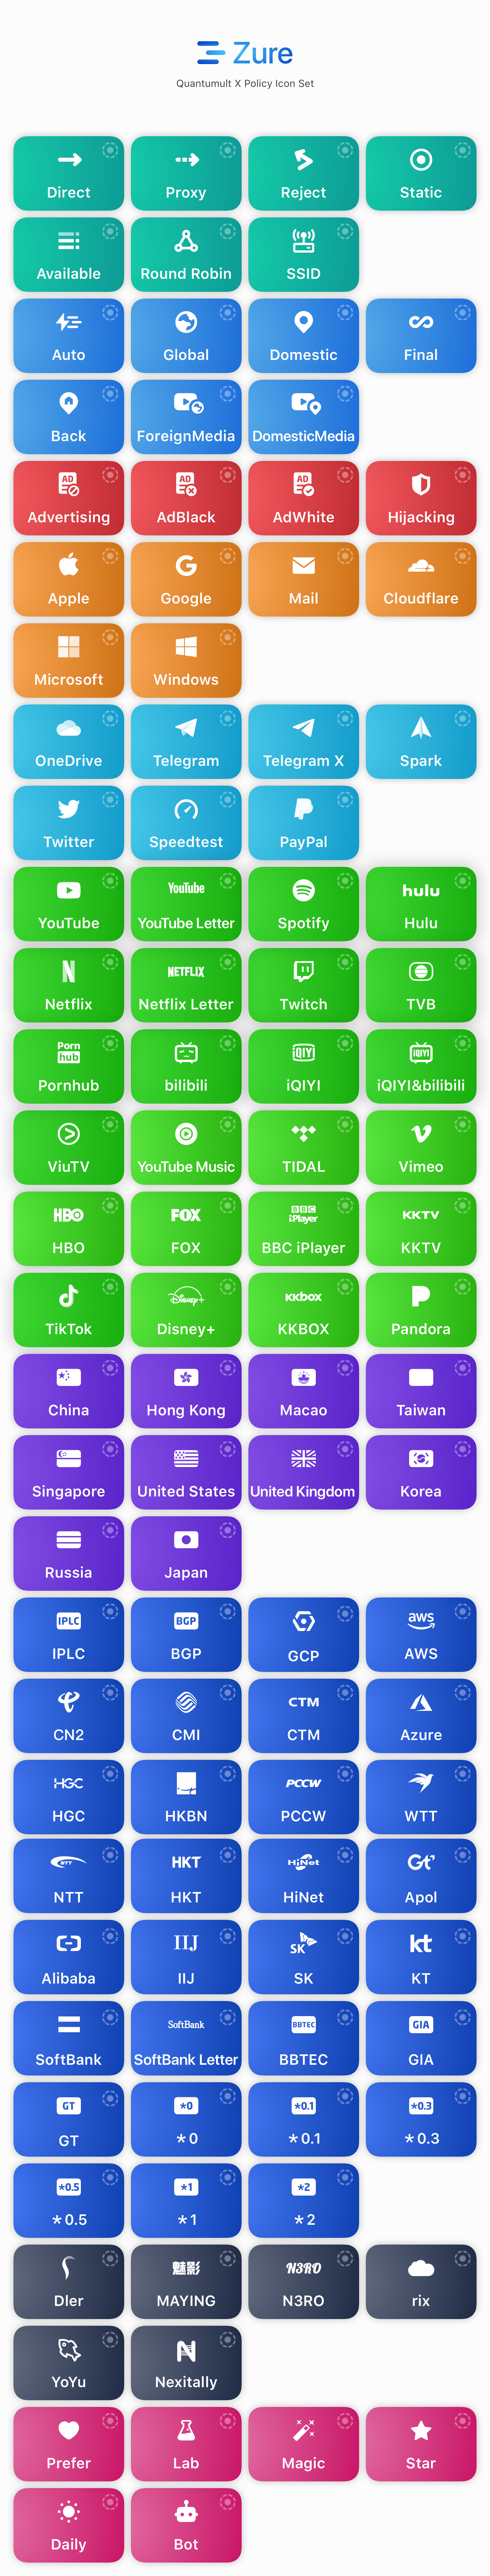 Zure
Quantumult X Policy Icon Set
Direct
Proxy
Reject
Static
Available
Round Robin
SSID
Auto
Global
Domestic
Final
Back
ForeignMedia
DomesticMedia
AD
Advertising
AD
AdBlack
AD
AdWhite
Hijacking
Apple
G
Google
Mail
Cloudflare
Microsoft
Windows
OneDrive
Telegram
Telegram X
Spark
Twitter
Speedtest
PayPal
YouTube
YouTube
YouTube Letter
Spotify
hulu
Hulu
N
Netflix
NETFLIX
Netflix Letter
Twitch
TVB
Porn
hub
Pornhub
bilibili
iQIYI
iQIYI
iQIYI
iQIYI&bilibili
ViuTV
YouTube Music
TIDAL
Vimeo
HBO
HBO
FOX
FOX
BBC
iPlayer
BBC iPlayer
KKTV
KKTV
TikTok
Disney+
Disney+
KKBOX
KKBOX
Pandora
China
Hong Kong
Macao
Taiwan
Singapore
United States
United Kingdom
Korea
Russia
Japan
IPLC
IPLC
BGP
BGP
GCP
aws
AWS
CN2
CMI
CTM
CTM
Azure
HGC
HGC
HKBN
PCCW
PCCW
WTT
NTT
NTT
HKT
HKT
HiNet
HiNet
Gt
Apol
Alibaba
IIJ
IIJ
SK
SK
kt
KT
SoftBank
SoftBank
SoftBank Letter
BBTEC
BBTEC
GIA
GIA
GT
GT
*0
*0
*0.1
*0.1
*0.3
*0.3
*0.5
*0.5
*1
*1
*2
*2
Dler
魅影
MAYING
N3RO
N3RO
rix
YoYu
N
Nexitally
Prefer
Lab
Magic
Star
Daily
Bot